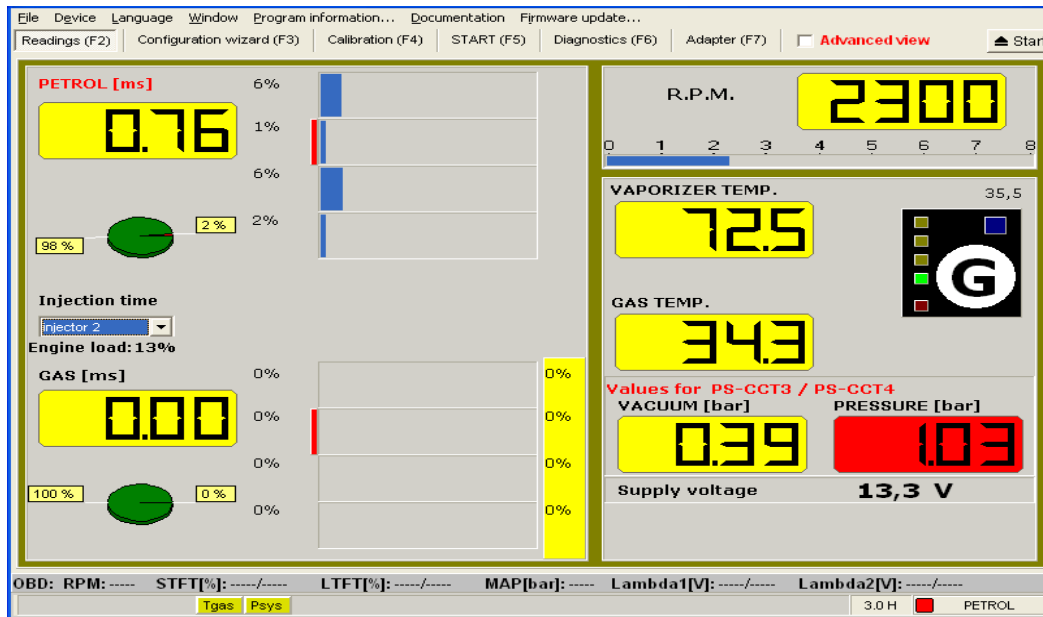 File Device Language Window Program information... Documentation Firmware update...
Readings (F2) Configuration wizard (F3) Calibration (F4) START (F5) Diagnostics (F6) Adapter (F7) Advanced view Star
PETROL [ms]
0.76
6%
1%
6%
2%
98 %
2 %
Injection time
injector 2
Engine load: 13%
GAS [ms]
0.00
0%
0%
0%
0%
0%
0%
0%
0%
100 %
0 %
R.P.M.
2300
0 1 2 3 4 5 6 7 8
VAPORIZER TEMP.
72.5
35,5
G
GAS TEMP.
34.3
Values for PS-CCT3 / PS-CCT4
VACUUM [bar] PRESSURE [bar]
0.39 1.03
Supply voltage 13,3 V
OBD: RPM: ----- STFT[%]: -----/----- LTFT[%]: -----/----- MAP[bar]: ----- Lambda1[V]: -----/----- Lambda2[V]: -----/-----
Tgas Psys 3.0 H PETROL